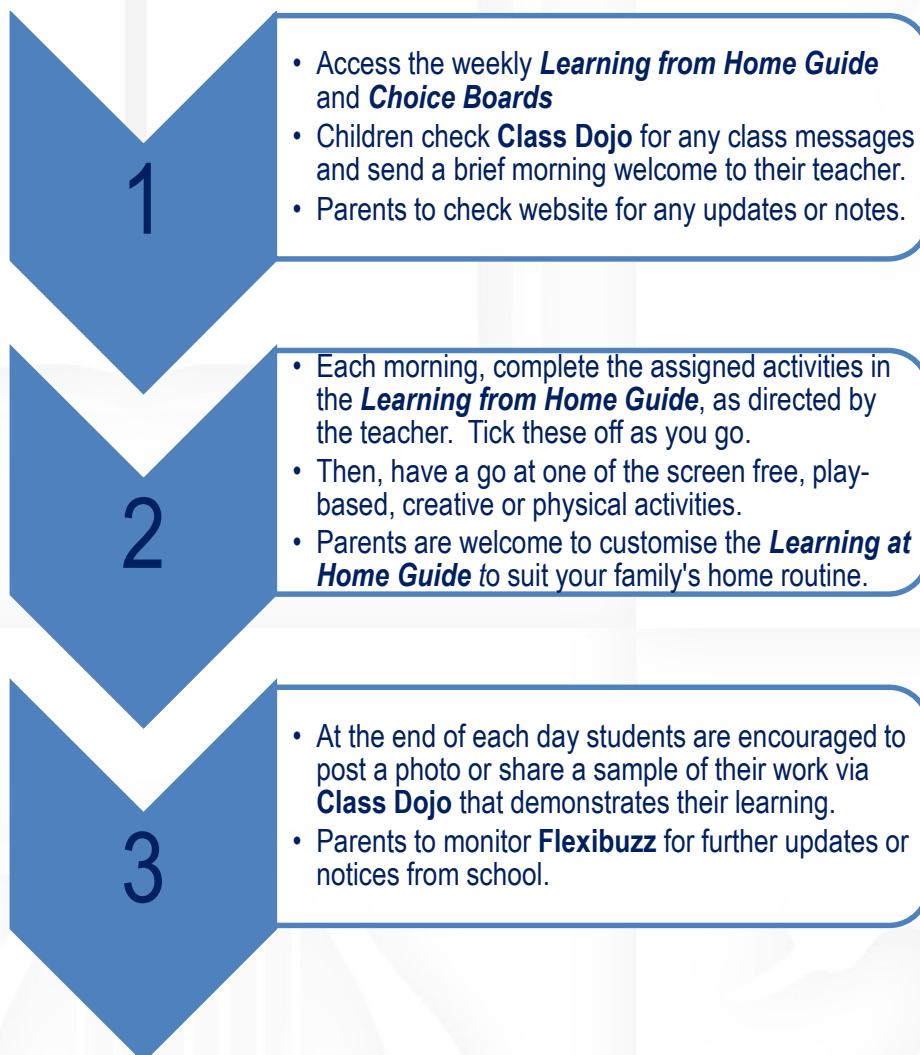 1
• Access the weekly Learning from Home Guide
and Choice Boards
• Children check Class Dojo for any class messages
and send a brief morning welcome to their teacher.
• Parents to check website for any updates or notes.
2
• Each morning, complete the assigned activities in
the Learning from Home Guide, as directed by
the teacher.  Tick these off as you go.
• Then, have a go at one of the screen free, play-
based, creative or physical activities.
• Parents are welcome to customise the Learning at
Home Guide to suit your family's home routine.
3
• At the end of each day students are encouraged to
post a photo or share a sample of their work via
Class Dojo that demonstrates their learning.
• Parents to monitor Flexibuzz for further updates or
notices from school.